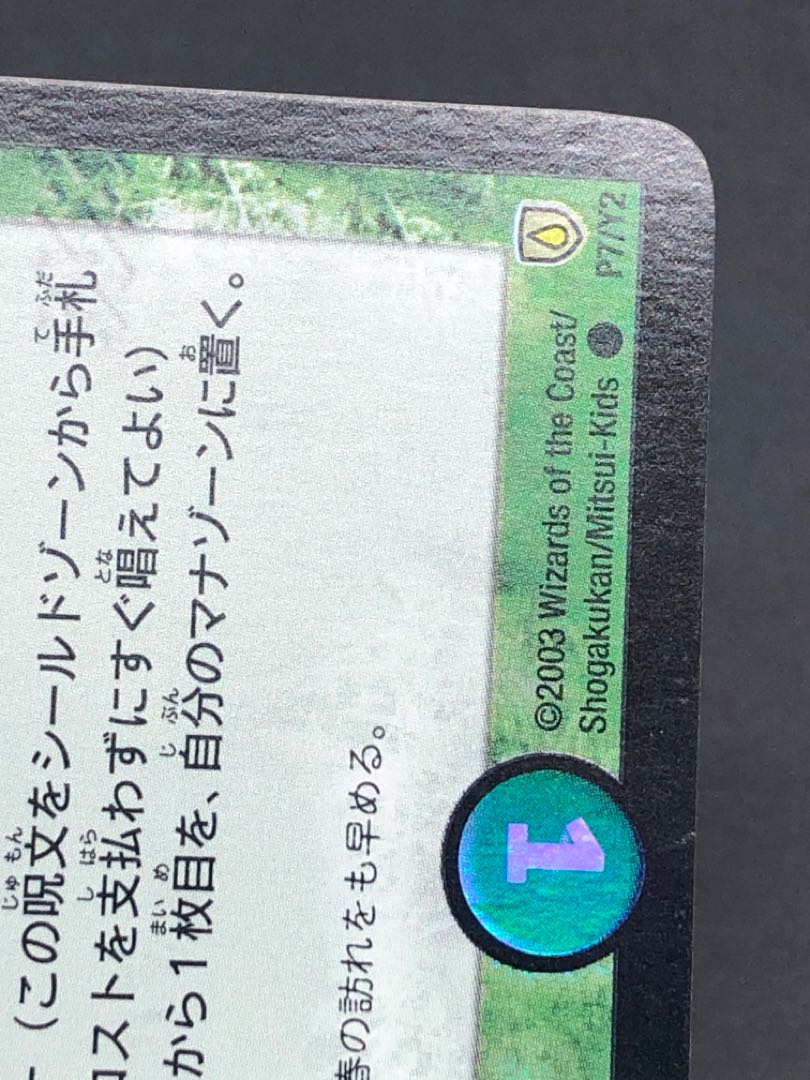 （この呪文をシールドゾーンから手札
コストを支払わずにすぐ唱えてよい）
から１枚目を、自分のマナゾーンに置く。
春の訪れをも早める。
1
©2003 Wizards of the Coast/
Shogakukan/Mitsui-Kids
P7/Y2